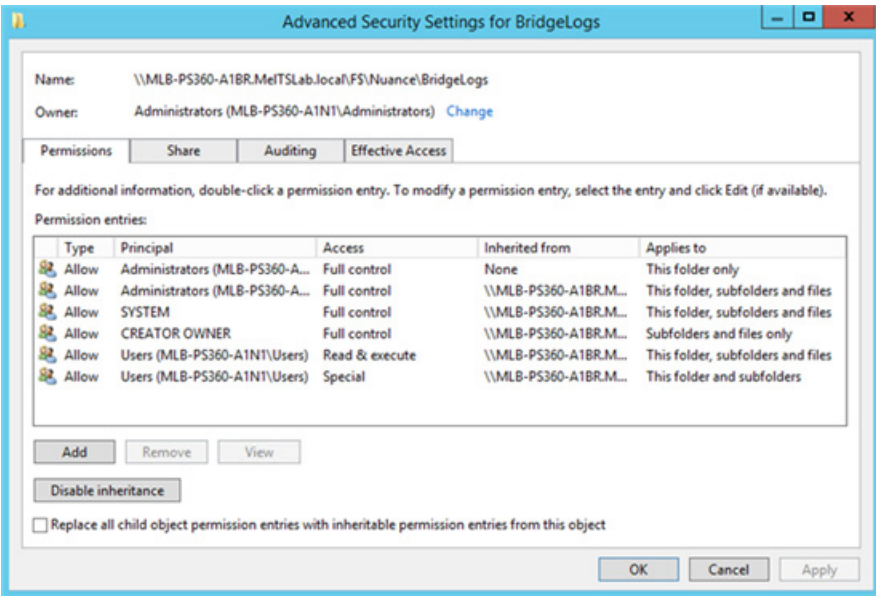 Advanced Security Settings for BridgeLogs
Name: \\MLB-PS360-A1BR.MelTSLab.local\F$\Nuance\BridgeLogs
Owner: Administrators (MLB-PS360-A1N1\Administrators) Change
Permissions Share Auditing Effective Access
For additional information, double-click a permission entry. To modify a permission entry, select the entry and click Edit (if available).
Permission entries:
Type Principal Access Inherited from Applies to
Allow Administrators (MLB-PS360-A... Full control None This folder only
Allow Administrators (MLB-PS360-A... Full control \\MLB-PS360-A1BR.M... This folder, subfolders and files
Allow SYSTEM Full control \\MLB-PS360-A1BR.M... This folder, subfolders and files
Allow CREATOR OWNER Full control \\MLB-PS360-A1BR.M... Subfolders and files only
Allow Users (MLB-PS360-A1N1\Users) Read & execute \\MLB-PS360-A1BR.M... This folder, subfolders and files
Allow Users (MLB-PS360-A1N1\Users) Special \\MLB-PS360-A1BR.M... This folder and subfolders
Add Remove View
Disable inheritance
Replace all child object permission entries with inheritable permission entries from this object
OK Cancel Apply